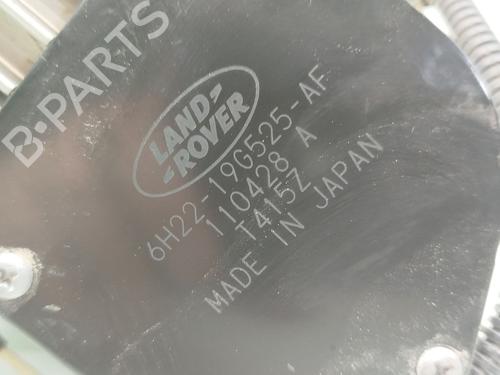 B-PARTS
LAND-
-ROVER
6H22-19G525-AF
110428 A
T415Z
MADE IN JAPAN